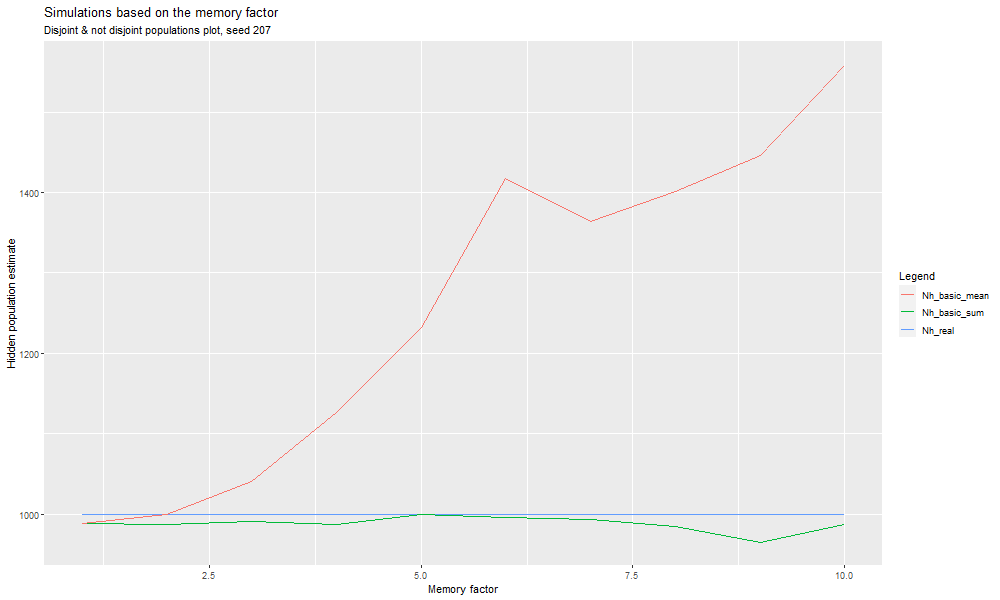 Simulations based on the memory factor
Disjoint & not disjoint populations plot, seed 207
Hidden population estimate
1400
1200
1000
2.5
5.0
7.5
10.0
Memory factor
Legend
Nh_basic_mean
Nh_basic_sum
Nh_real